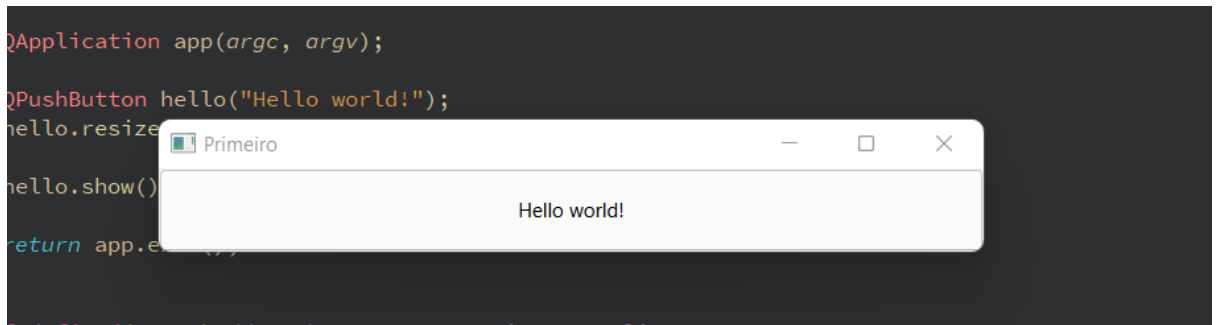 QApplication app(argc, argv);
QPushButton hello("Hello world!");
hello.resize
Primeiro
hello.show()
Hello world!
return app.e